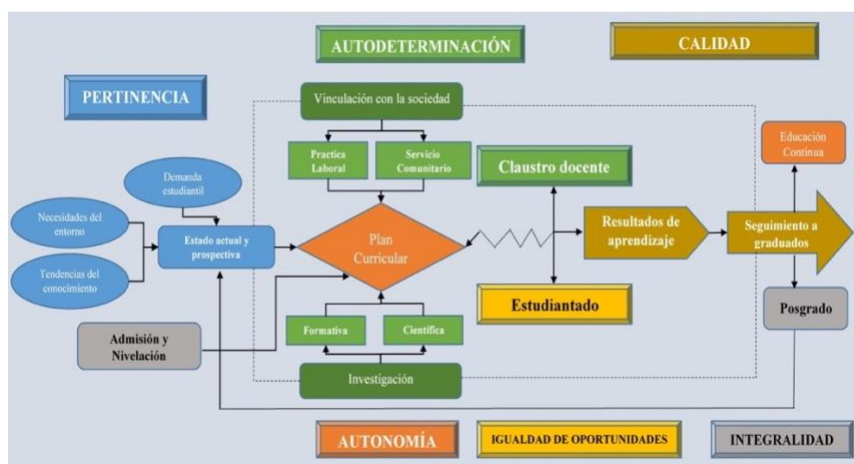 AUTODETERMINACIÓN
CALIDAD
PERTINENCIA
Vinculación con la sociedad
Practica
Laboral
Servicio
Comunitario
Claustro docente
Educación
Continua
Demanda
estudiantil
Necesidades del
entorno
Estado actual y
prospectiva
Tendencias del
conocimiento
Plan
Curricular
Resultados de
aprendizaje
Seguimiento a
graduados
Estudiantado
Posgrado
Admisión y
Nivelación
Formativa
Científica
Investigación
AUTONOMÍA
IGUALDAD DE OPORTUNIDADES
INTEGRALIDAD